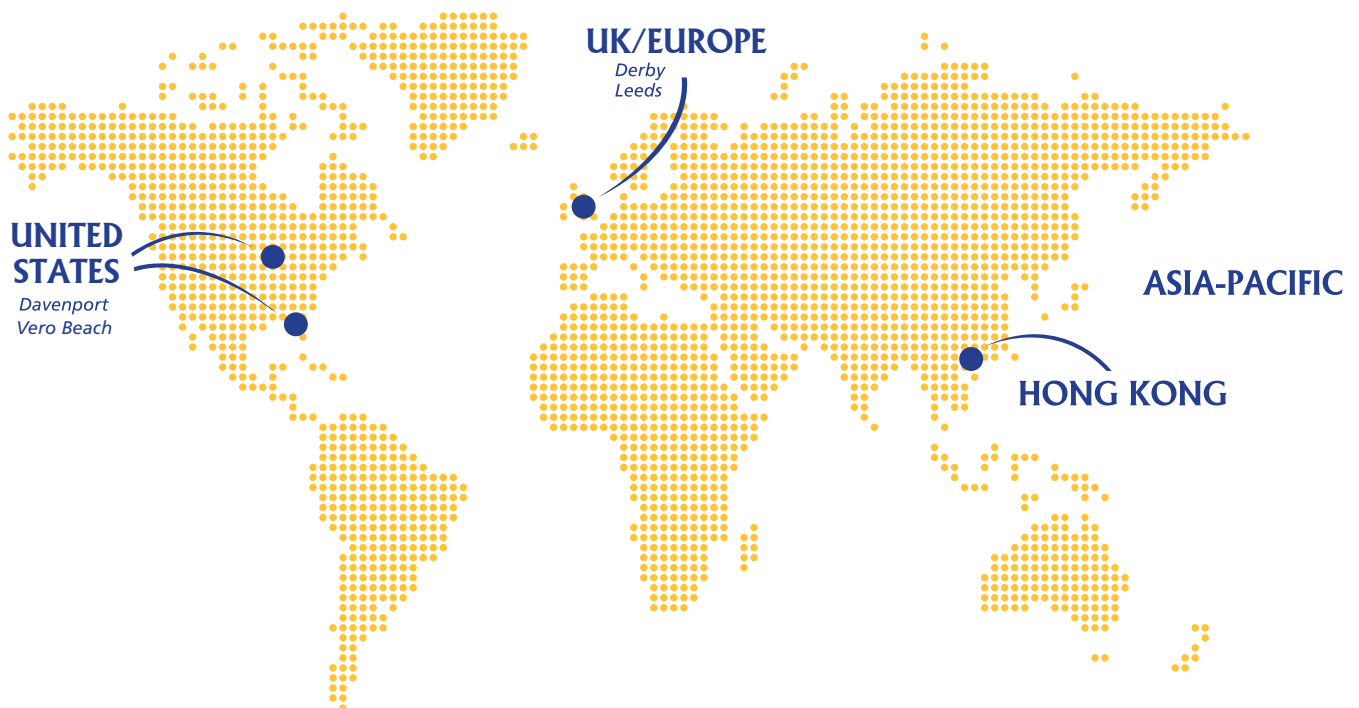 UK/EUROPE
Derby
Leeds
UNITED
STATES
Davenport
Vero Beach
ASIA-PACIFIC
HONG KONG